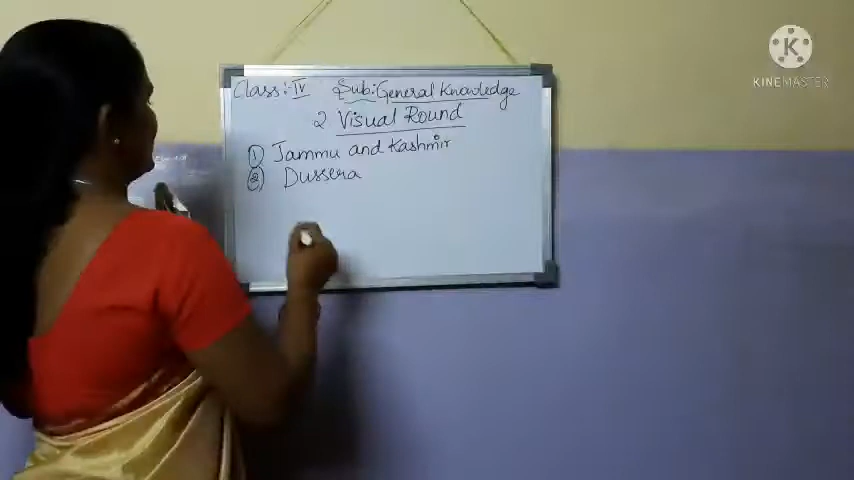 Class:- IV Sub: General Knowledge
2 Visual Round
① Jammu and Kashmir
② Dussera
K
KINEMASTER